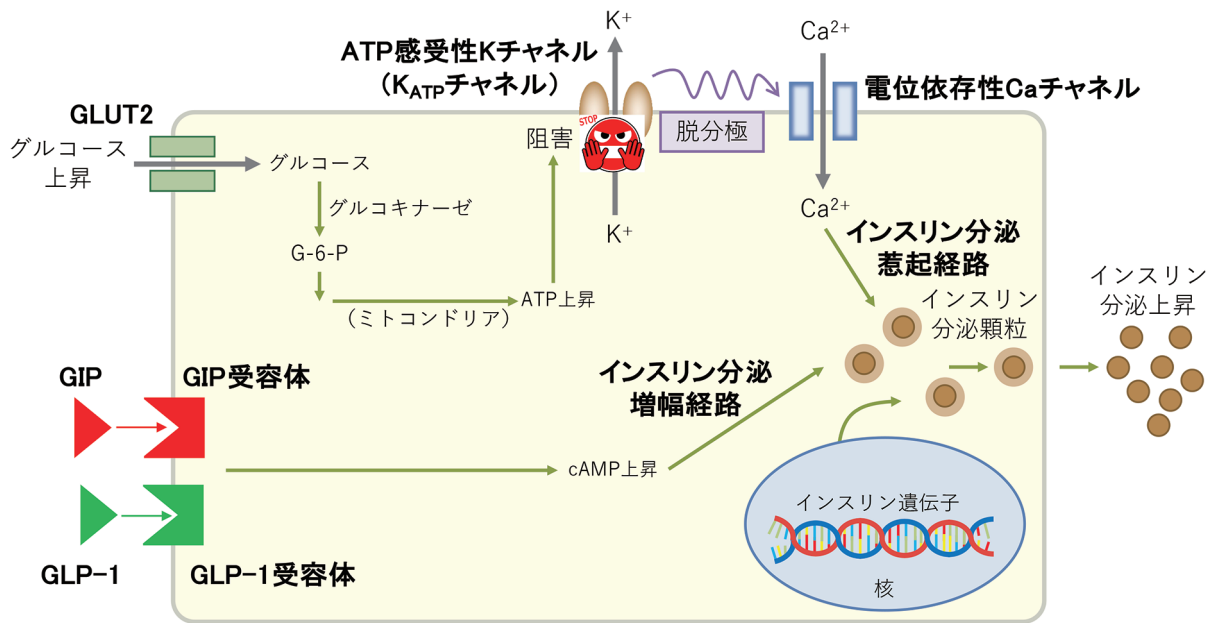 K⁺
ATP感受性Kチャネル
（K_ATPチャネル）
Ca²⁺
電位依存性Caチャネル
GLUT2
グルコース
上昇
グルコース
阻害
STOP
脱分極
グルコキナーゼ
K⁺
Ca²⁺
G-6-P
インスリン分泌
惹起経路
ATP上昇
(ミトコンドリア)
インスリン
分泌顆粒
インスリン
分泌上昇
GIP
GIP受容体
インスリン分泌
増幅経路
cAMP上昇
インスリン遺伝子
核
GLP-1
GLP-1受容体